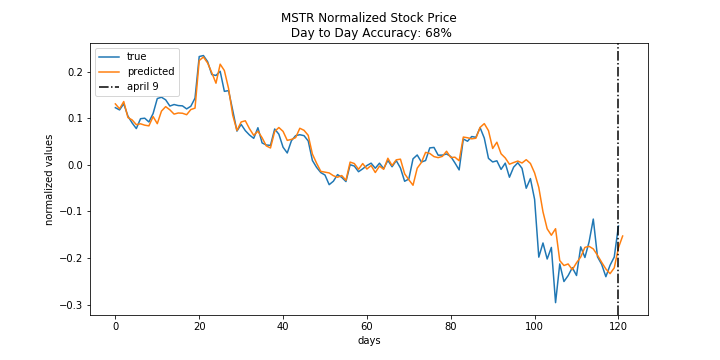 MSTR Normalized Stock Price
Day to Day Accuracy: 68%
true
predicted
april 9
normalized values
0.2
0.1
0.0
−0.1
−0.2
−0.3
0 20 40 60 80 100 120
days